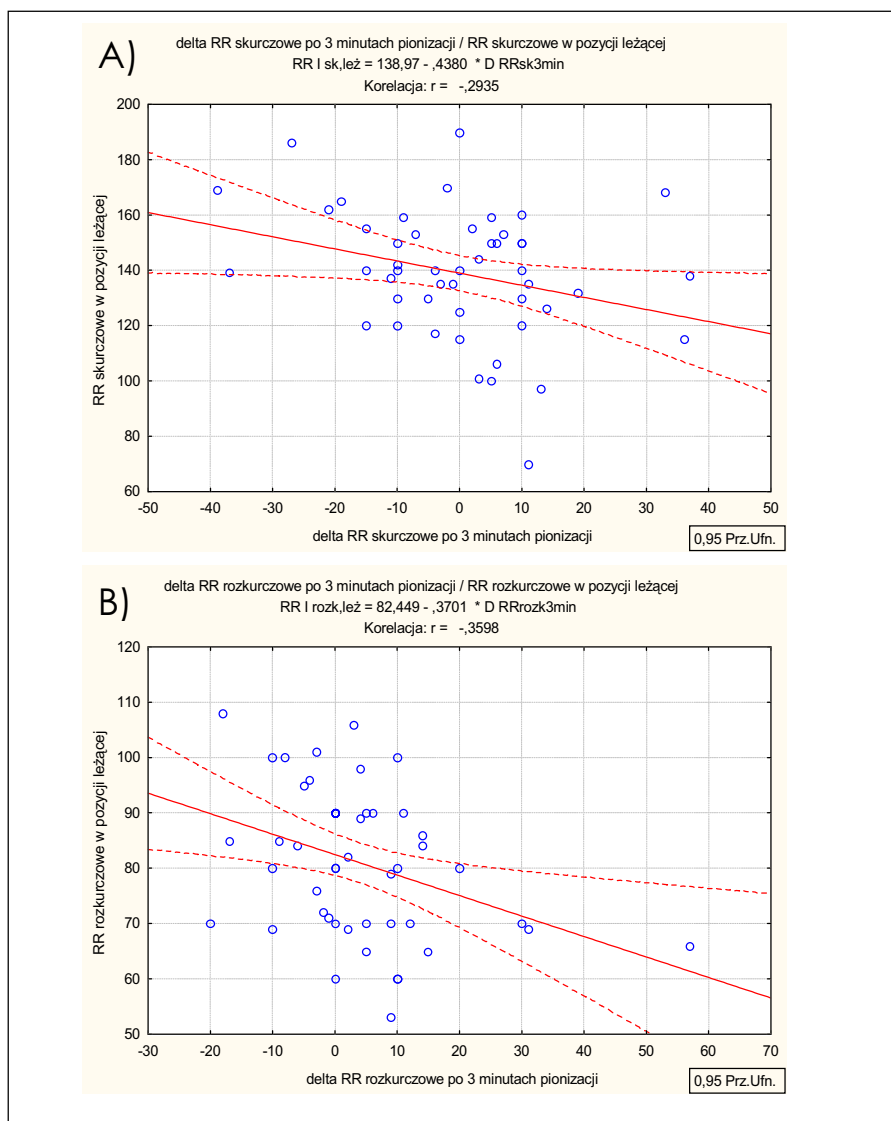 A)
delta RR skurczowe po 3 minutach pionizacji / RR skurczowe w pozycji leżącej
RR l sk,leż = 138,97 - ,4380 * D RRsk3min
Korelacja: r = -,2935
200
180
160
140
120
100
80
60
RR skurczowe w pozycji leżącej
-50 -40 -30 -20 -10 0 10 20 30 40 50
delta RR skurczowe po 3 minutach pionizacji
0,95 Prz.Ufn.
B)
delta RR rozkurczowe po 3 minutach pionizacji / RR rozkurczowe w pozycji leżącej
RR l rozk,leż = 82,449 - ,3701 * D RRrozk3min
Korelacja: r = -,3598
120
110
100
90
80
70
60
50
RR rozkurczowe w pozycji leżącej
-30 -20 -10 0 10 20 30 40 50 60 70
delta RR rozkurczowe po 3 minutach pionizacji
0,95 Prz.Ufn.